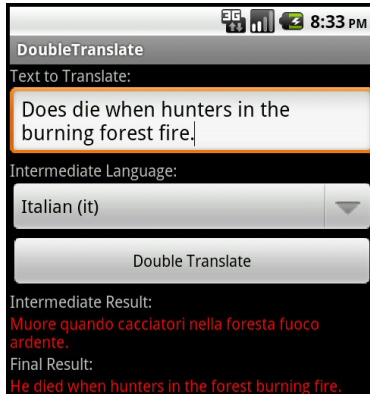 3G 8:33 PM
DoubleTranslate
Text to Translate:
Does die when hunters in the
burning forest fire.
Intermediate Language:
Italian (it)
Double Translate
Intermediate Result:
Muore quando cacciatori nella foresta fuoco
ardente.
Final Result:
He died when hunters in the forest burning fire.